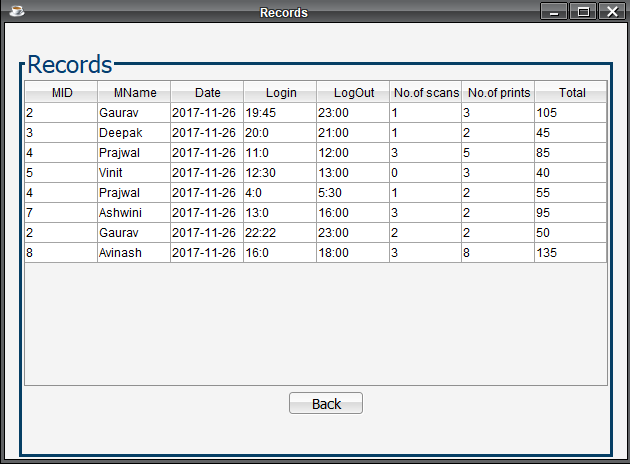 Records
Records
MID MName Date Login LogOut No.of scans No.of prints Total
2 Gaurav 2017-11-26 19:45 23:00 1 3 105
3 Deepak 2017-11-26 20:0 21:00 1 2 45
4 Prajwal 2017-11-26 11:0 12:00 3 5 85
5 Vinit 2017-11-26 12:30 13:00 0 3 40
4 Prajwal 2017-11-26 4:0 5:30 1 2 55
7 Ashwini 2017-11-26 13:0 16:00 3 2 95
2 Gaurav 2017-11-26 22:22 23:00 2 2 50
8 Avinash 2017-11-26 16:0 18:00 3 8 135
Back